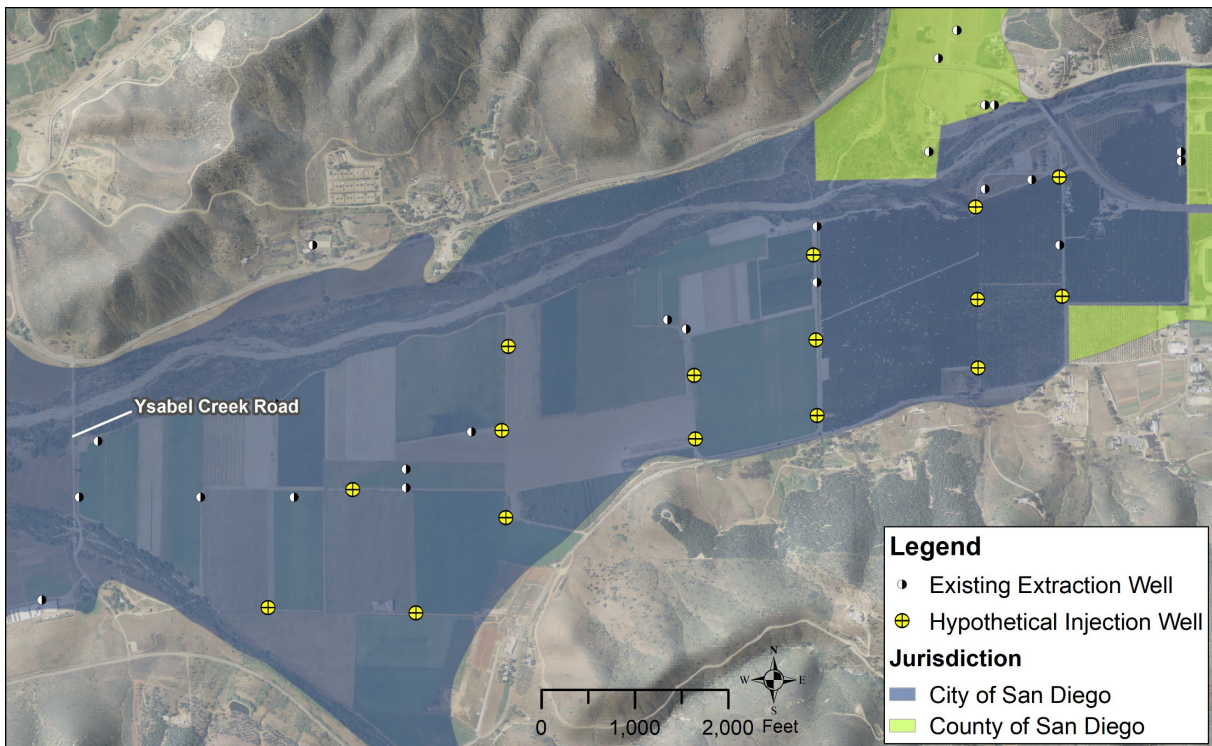 Ysabel Creek Road
Legend
Existing Extraction Well
Hypothetical Injection Well
Jurisdiction
City of San Diego
County of San Diego
N
W E
S
0 1,000 2,000 Feet